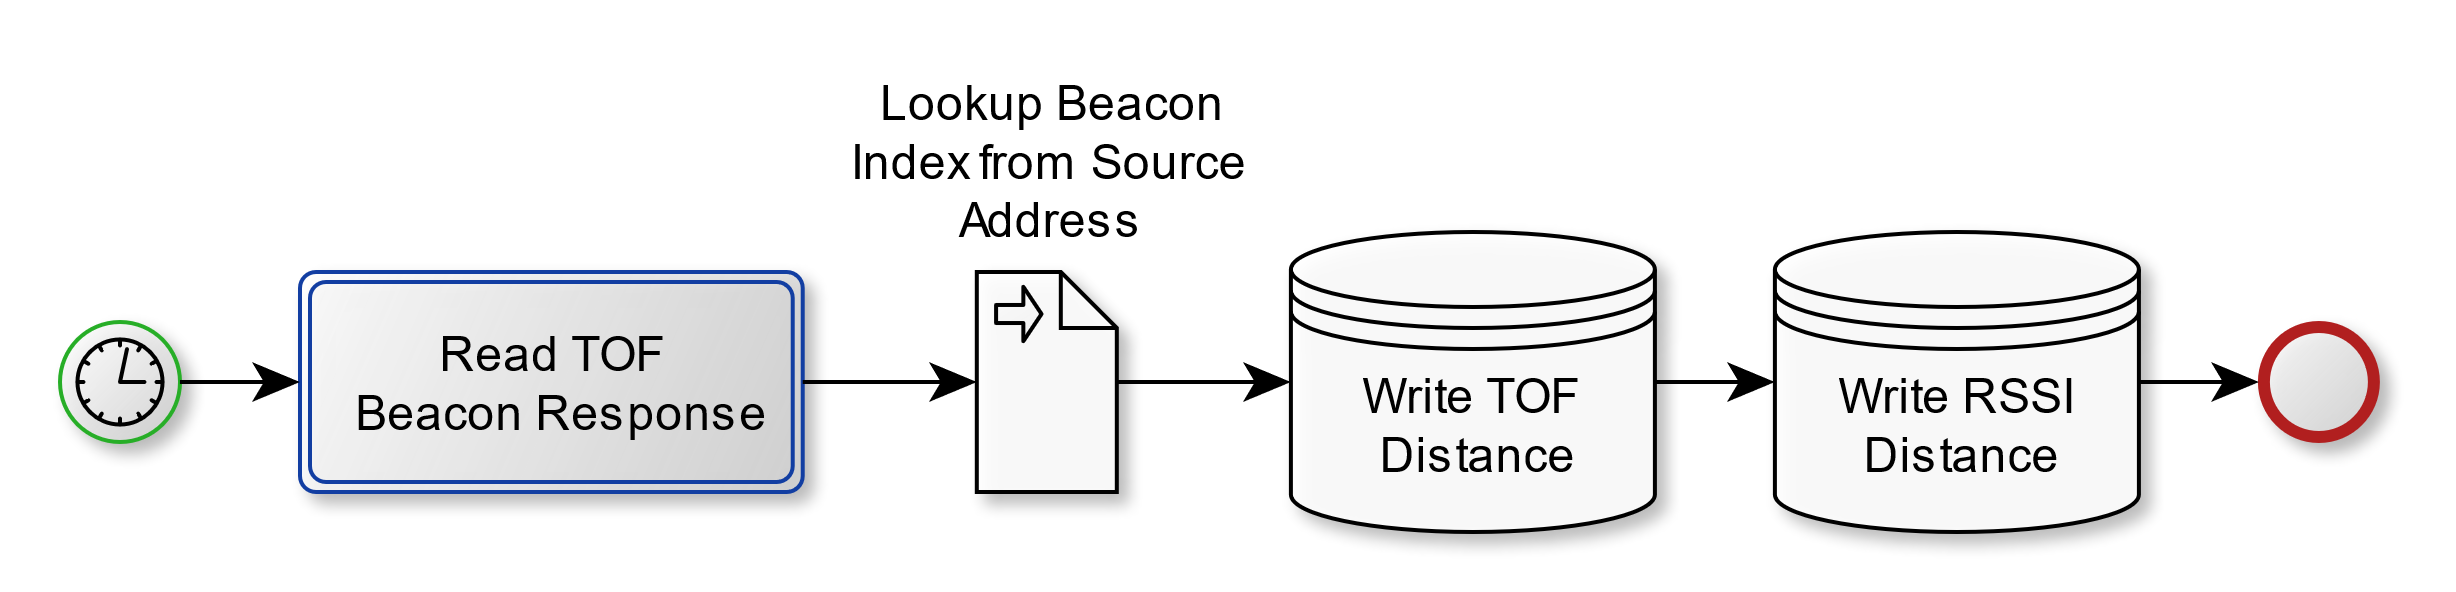 Lookup Beacon
Index from Source
Address
Read TOF
Beacon Response
Write TOF
Distance
Write RSSI
Distance